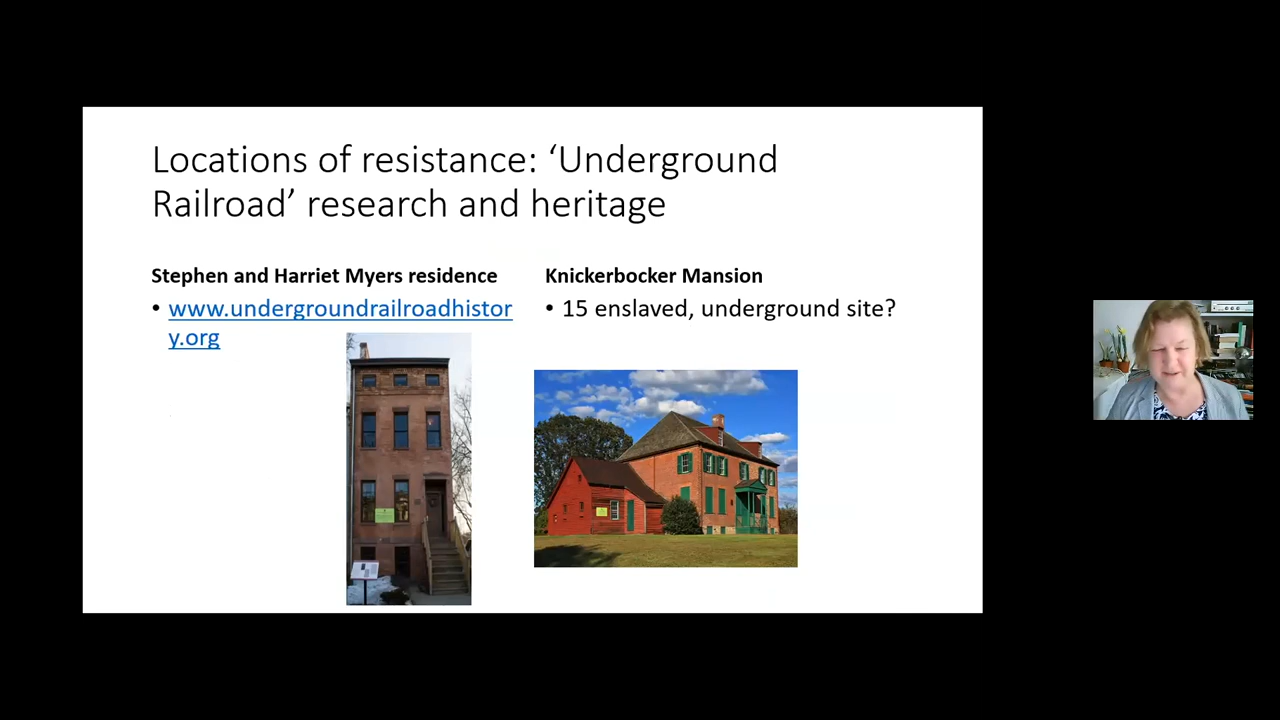 Locations of resistance: ‘Underground
Railroad’ research and heritage
Stephen and Harriet Myers residence
• www.undergroundrailroadhistor
y.org
Knickerbocker Mansion
• 15 enslaved, underground site?